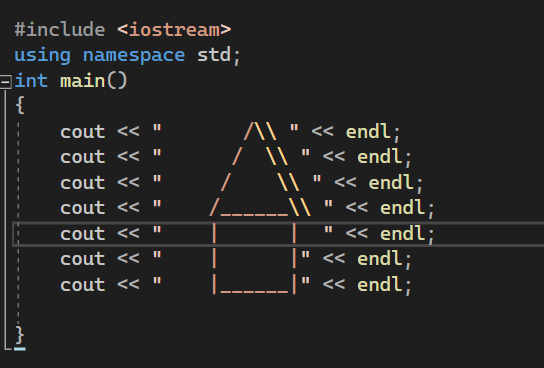 #include <iostream>
using namespace std;
int main()
{
    cout << "       /\\ " << endl;
    cout << "      /  \\ " << endl;
    cout << "     /    \\ " << endl;
    cout << "    /______\\ " << endl;
    cout << "    |      |  " << endl;
    cout << "    |      |" << endl;
    cout << "    |______|" << endl;
}